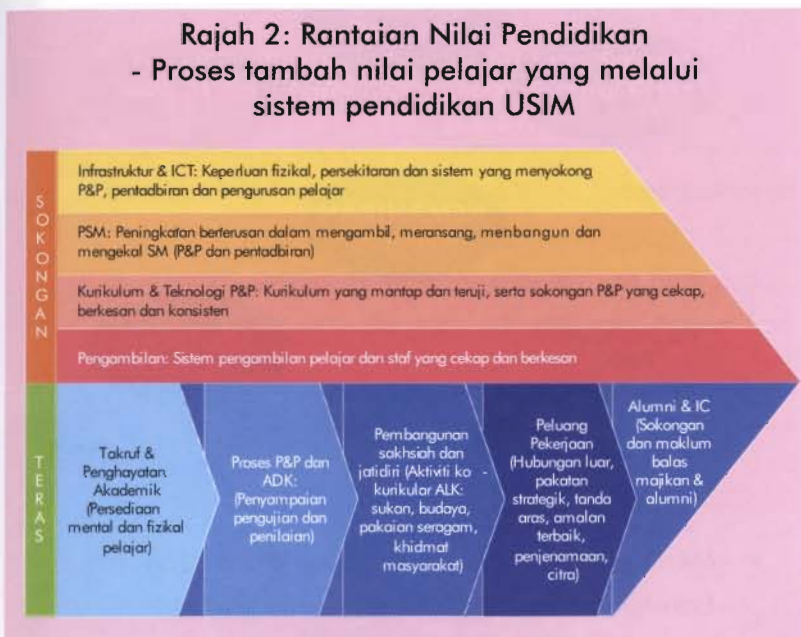 Rajah 2: Rantaian Nilai Pendidikan
- Proses tambah nilai pelajar yang melalui
sistem pendidikan USIM
SOKONGAN
Infrastruktur & ICT: Keperluan fizikal, persekitaran dan sistem yang menyokong
P&P, pentadbiran dan pengurusan pelajar
PSM: Peningkatan berterusan dalam mengambil, meransang, menbangun dan
mengekal SM (P&P dan pentadbiran)
Kurikulum & Teknologi P&P: Kurikulum yang mantap dan teruji, serta sokongan P&P yang cekap,
berkesan dan konsisten
Pengambilan: Sistem pengambilan pelajar dan staf yang cekap dan berkesan
TERAS
Takruf &
Penghayatan
Akademik
(Persediaan
mental dan fizikal
pelajar)
Proses P&P dan
ADK:
(Penyampaian
pengujian dan
penilaian)
Pembangunan
sakhsiah dan
jatidiri (Aktiviti ko -
kurikular ALK:
sukan, budaya,
pakaian seragam,
khidmat
masyarakat)
Peluang
Pekerjaan
(Hubungan luar,
pakatan
strategik, tanda
aras, amalan
terbaik,
penjenamaan,
citra)
Alumni & IC
(Sokongan
dan maklum
balas
majikan &
alumni)